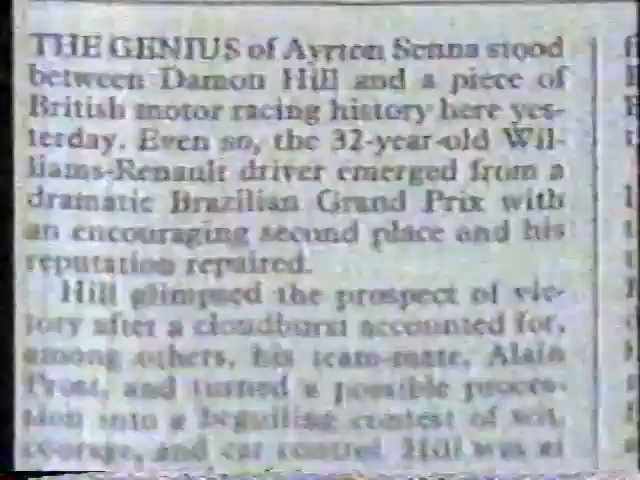 THE GENIUS of Ayrton Senna stood
between Damon Hill and a piece of
British motor racing history here yes-
terday. Even so, the 32-year-old Wil-
liams-Renault driver emerged from a
dramatic Brazilian Grand Prix with
an encouraging second place and his
reputation repaired.
Hill glimpsed the prospect of vic-
tory after a cloudburst accounted for,
among others, his team-mate, Alain
Prost, and turned a possible proces-
sion into a beguiling contest of wit,
courage, and car control. Hill was at